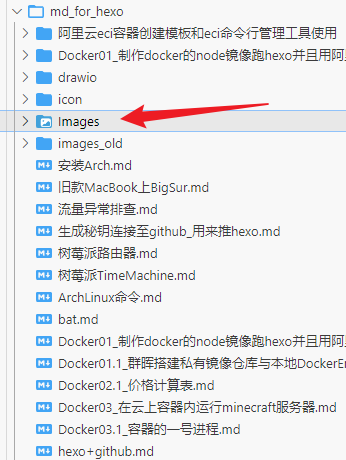 md_for_hexo
阿里云eci容器创建模板和eci命令行管理工具使用
Docker01_制作docker的node镜像跑hexo并且用阿
drawio
icon
Images
images_old
安装Arch.md
旧款MacBook上BigSur.md
流量异常排查.md
生成秘钥连接至github_用来推hexo.md
树莓派路由器.md
树莓派TimeMachine.md
ArchLinux命令.md
bat.md
Docker01_制作docker的node镜像跑hexo并且用阿
Docker01.1_群晖搭建私有镜像仓库与本地DockerEn
Docker02.1_价格计算表.md
Docker03_在云上容器内运行minecraft服务器.md
Docker03.1_容器的一号进程.md
hexo+github.md